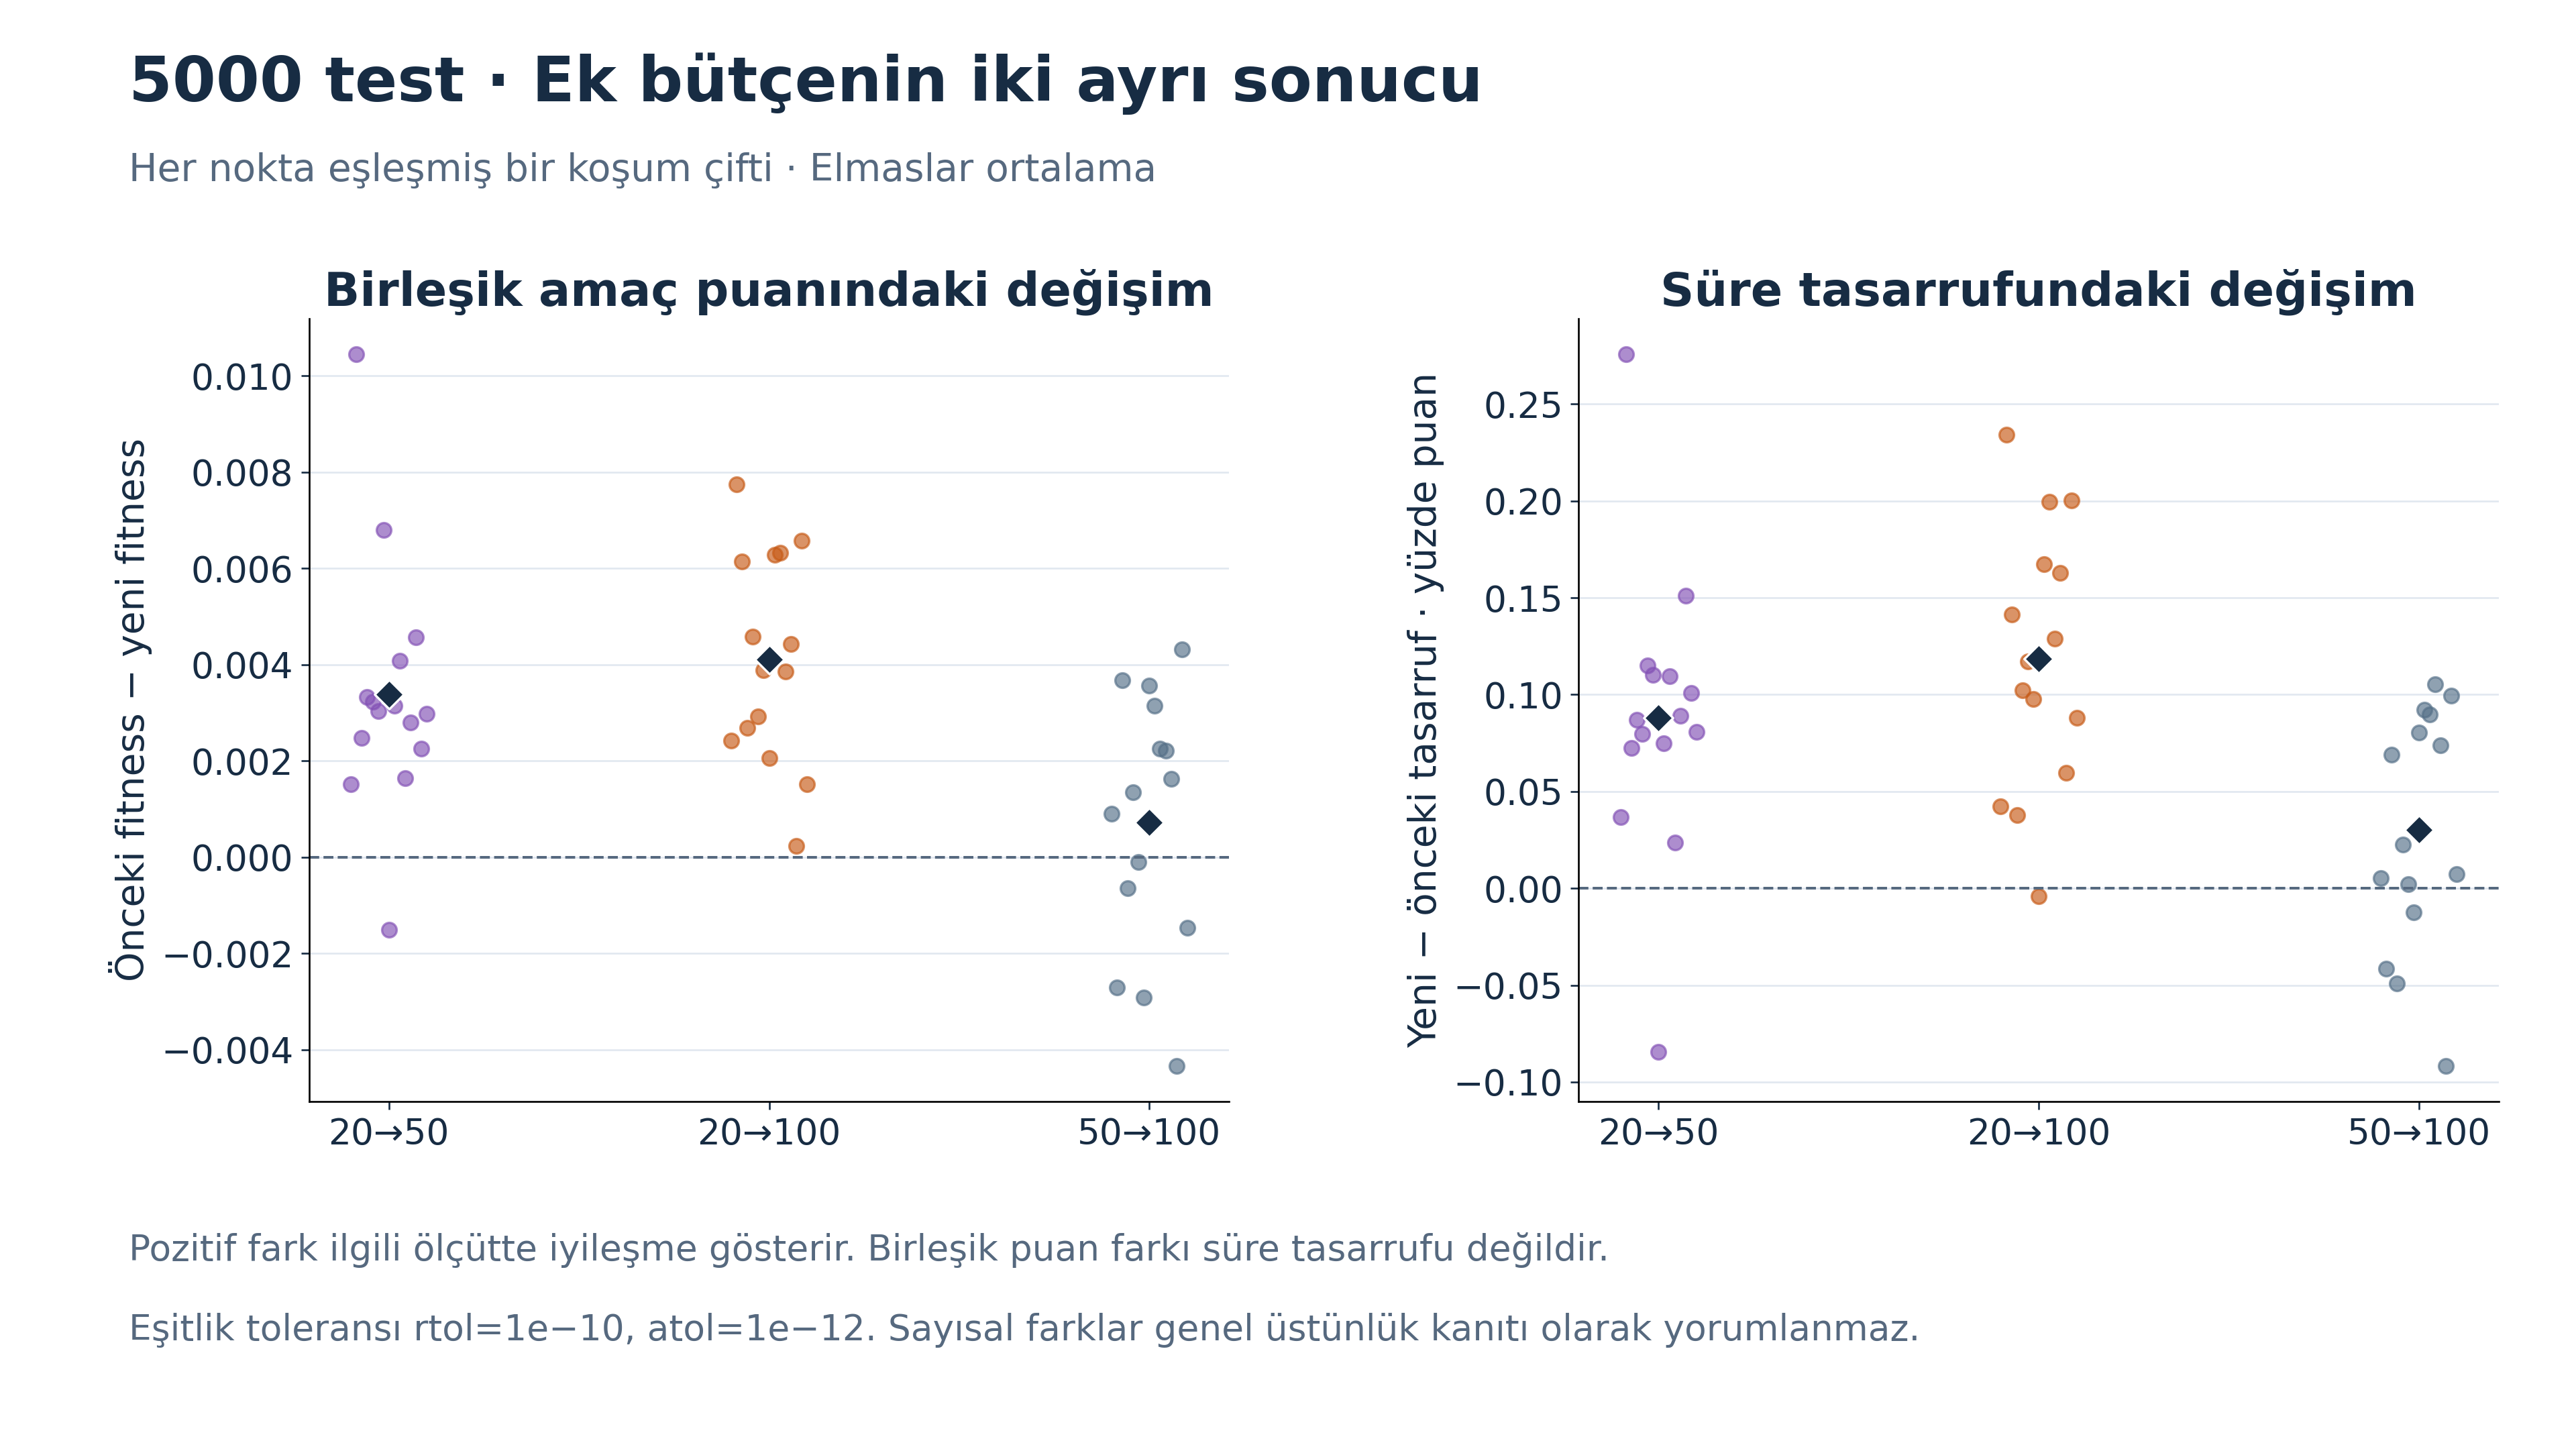 5000 test · Ek bütçenin iki ayrı sonucu
Her nokta eşleşmiş bir koşum çifti · Elmaslar ortalama
Birleşik amaç puanındaki değişim
Önceki fitness − yeni fitness
0.010
0.008
0.006
0.004
0.002
0.000
−0.002
−0.004
20→50
20→100
50→100
Süre tasarrufundaki değişim
Yeni − önceki tasarruf · yüzde puan
0.25
0.20
0.15
0.10
0.05
0.00
−0.05
−0.10
20→50
20→100
50→100
Pozitif fark ilgili ölçütte iyileşme gösterir. Birleşik puan farkı süre tasarrufu değildir.
Eşitlik toleransı rtol=1e−10, atol=1e−12. Sayısal farklar genel üstünlük kanıtı olarak yorumlanmaz.